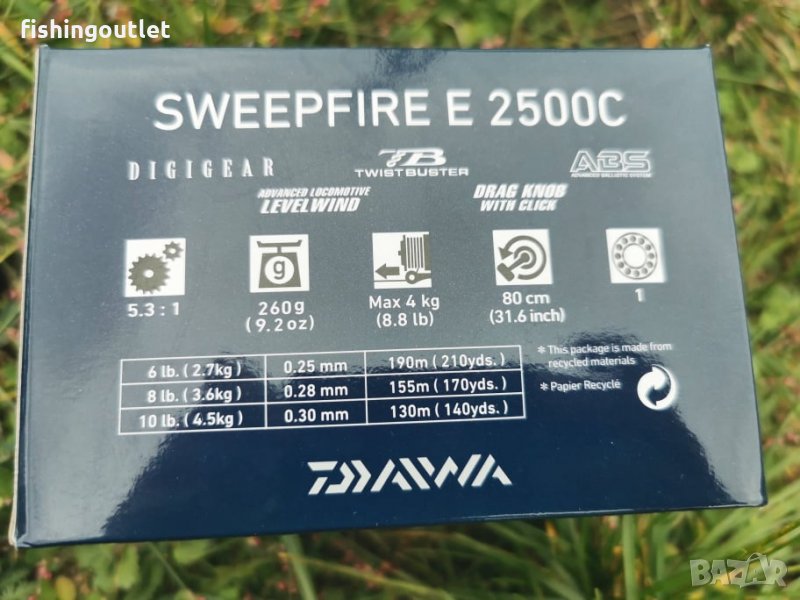 fishingoutlet
SWEEPFIRE E 2500C
DIGIGEAR
TB
TWISTBUSTER
ABS
ADVANCED BALLISTIC SYSTEM
ADVANCED LOCOMOTIVE
LEVELWIND
DRAG KNOB
WITH CLICK
g
5.3 : 1
260g
(9.2oz)
Max 4 kg
(8.8 lb)
80 cm
(31.6 inch)
1
6 lb. (2.7kg) 0.25 mm 190m (210yds.)
8 lb. (3.6kg) 0.28 mm 155m (170yds.)
10 lb. (4.5kg) 0.30 mm 130m (140yds.)
* This package is made from
recycled materials
* Papier Recyclé
DAIWA
BAZAR